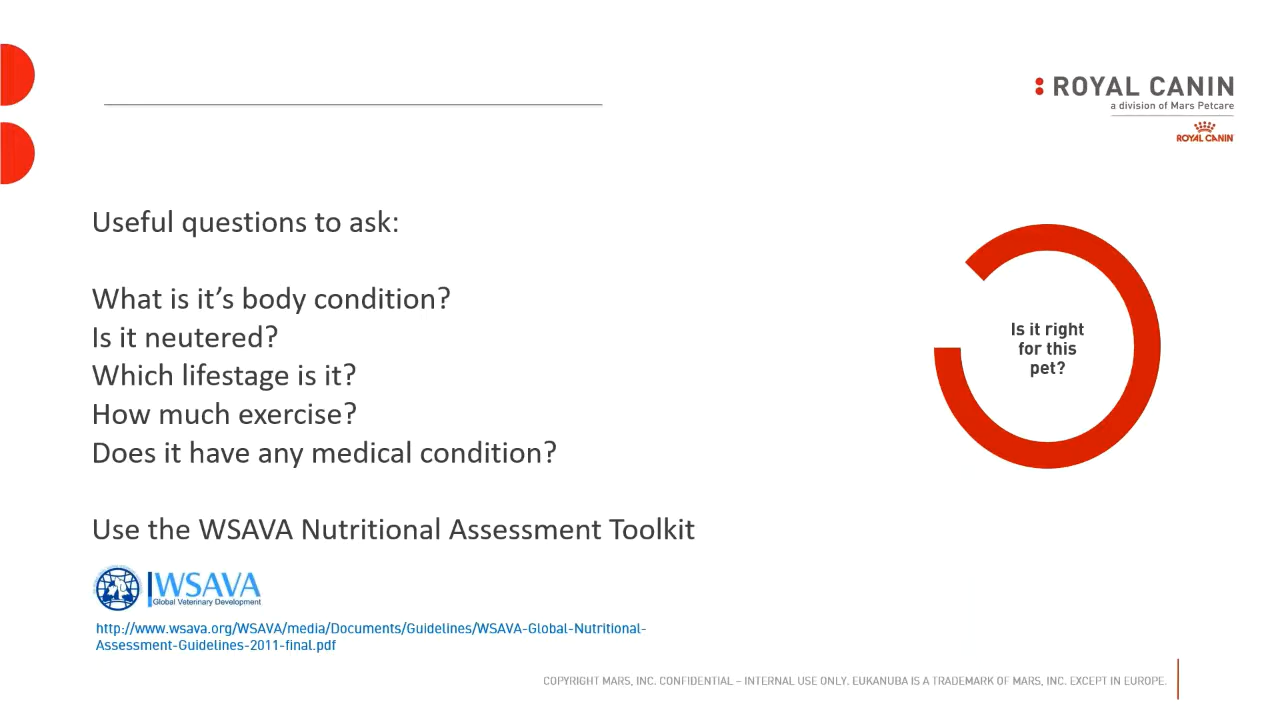 ROYAL CANIN
a division of Mars Petcare
ROYAL CANIN
Useful questions to ask:
What is it’s body condition?
Is it neutered?
Which lifestage is it?
How much exercise?
Does it have any medical condition?
Use the WSAVA Nutritional Assessment Toolkit
Is it right
for this
pet?
WSAVA
Global Veterinary Development
http://www.wsava.org/WSAVA/media/Documents/Guidelines/WSAVA-Global-Nutritional-
Assessment-Guidelines-2011-final.pdf
COPYRIGHT MARS, INC. CONFIDENTIAL – INTERNAL USE ONLY. EUKANUBA IS A TRADEMARK OF MARS, INC. EXCEPT IN EUROPE.